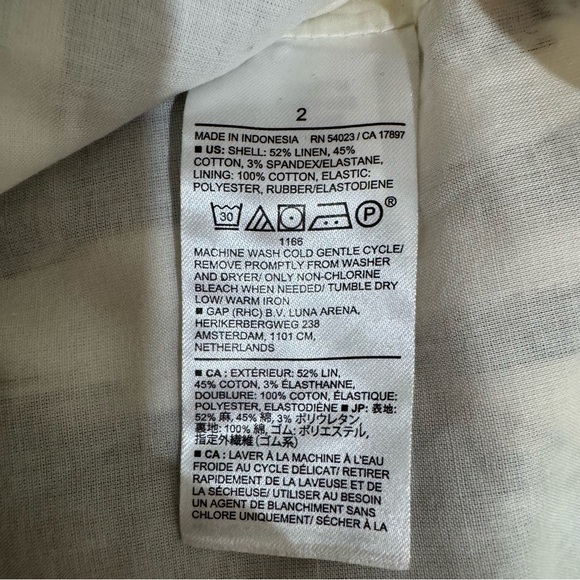 2
MADE IN INDONESIA RN 54023 / CA 17897
■ US: SHELL: 52% LINEN, 45%
COTTON, 3% SPANDEX/ELASTANE,
LINING: 100% COTTON, ELASTIC:
POLYESTER, RUBBER/ELASTODIENE
30 P ®
1166
MACHINE WASH COLD GENTLE CYCLE/
REMOVE PROMPTLY FROM WASHER
AND DRYER/ ONLY NON-CHLORINE
BLEACH WHEN NEEDED/ TUMBLE DRY
LOW/ WARM IRON
■ GAP (RHC) B.V. LUNA ARENA,
HERIKERBERGWEG 238
AMSTERDAM, 1101 CM,
NETHERLANDS
■ CA : EXTÉRIEUR: 52% LIN,
45% COTON, 3% ÉLASTHANNE,
DOUBLURE: 100% COTON, ÉLASTIQUE:
POLYESTER, ELASTODIÈNE ■ JP: 表地:
52% 麻, 45% 綿, 3% ポリウレタン,
裏地: 100% 綿, ゴム: ポリエステル,
指定外繊維(ゴム系)
■ CA : LAVER À LA MACHINE À L'EAU
FROIDE AU CYCLE DÉLICAT/ RETIRER
RAPIDEMENT DE LA LAVEUSE ET DE
LA SÉCHEUSE/ UTILISER AU BESOIN
UN AGENT DE BLANCHIMENT SANS
CHLORE UNIQUEMENT/ SÉCHER À LA